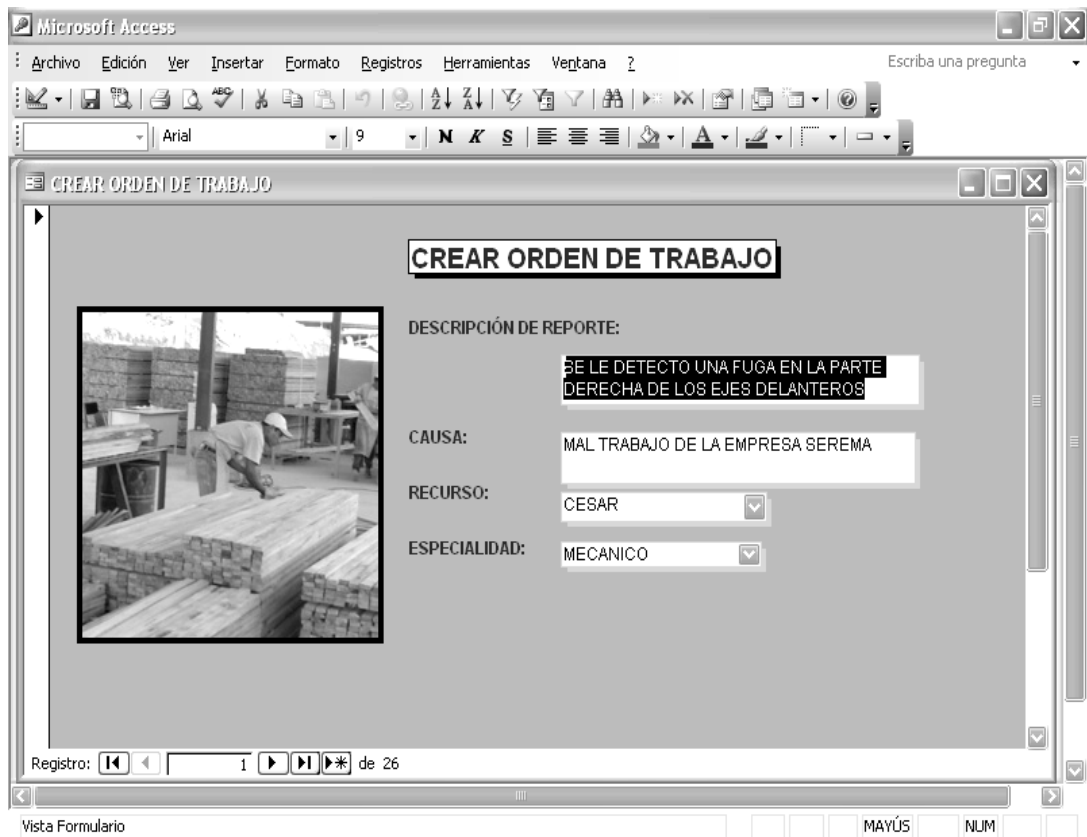 Microsoft Access
Archivo Edición Ver Insertar Formato Registros Herramientas Ventana ? Escriba una pregunta
Arial 9 N K S A
CREAR ORDEN DE TRABAJO
CREAR ORDEN DE TRABAJO
DESCRIPCIÓN DE REPORTE:
SE LE DETECTO UNA FUGA EN LA PARTE
DERECHA DE LOS EJES DELANTEROS
CAUSA:
MAL TRABAJO DE LA EMPRESA SEREMA
RECURSO:
CESAR
ESPECIALIDAD:
MECANICO
Registro: 1 de 26
Vista Formulario MAYÚS NUM